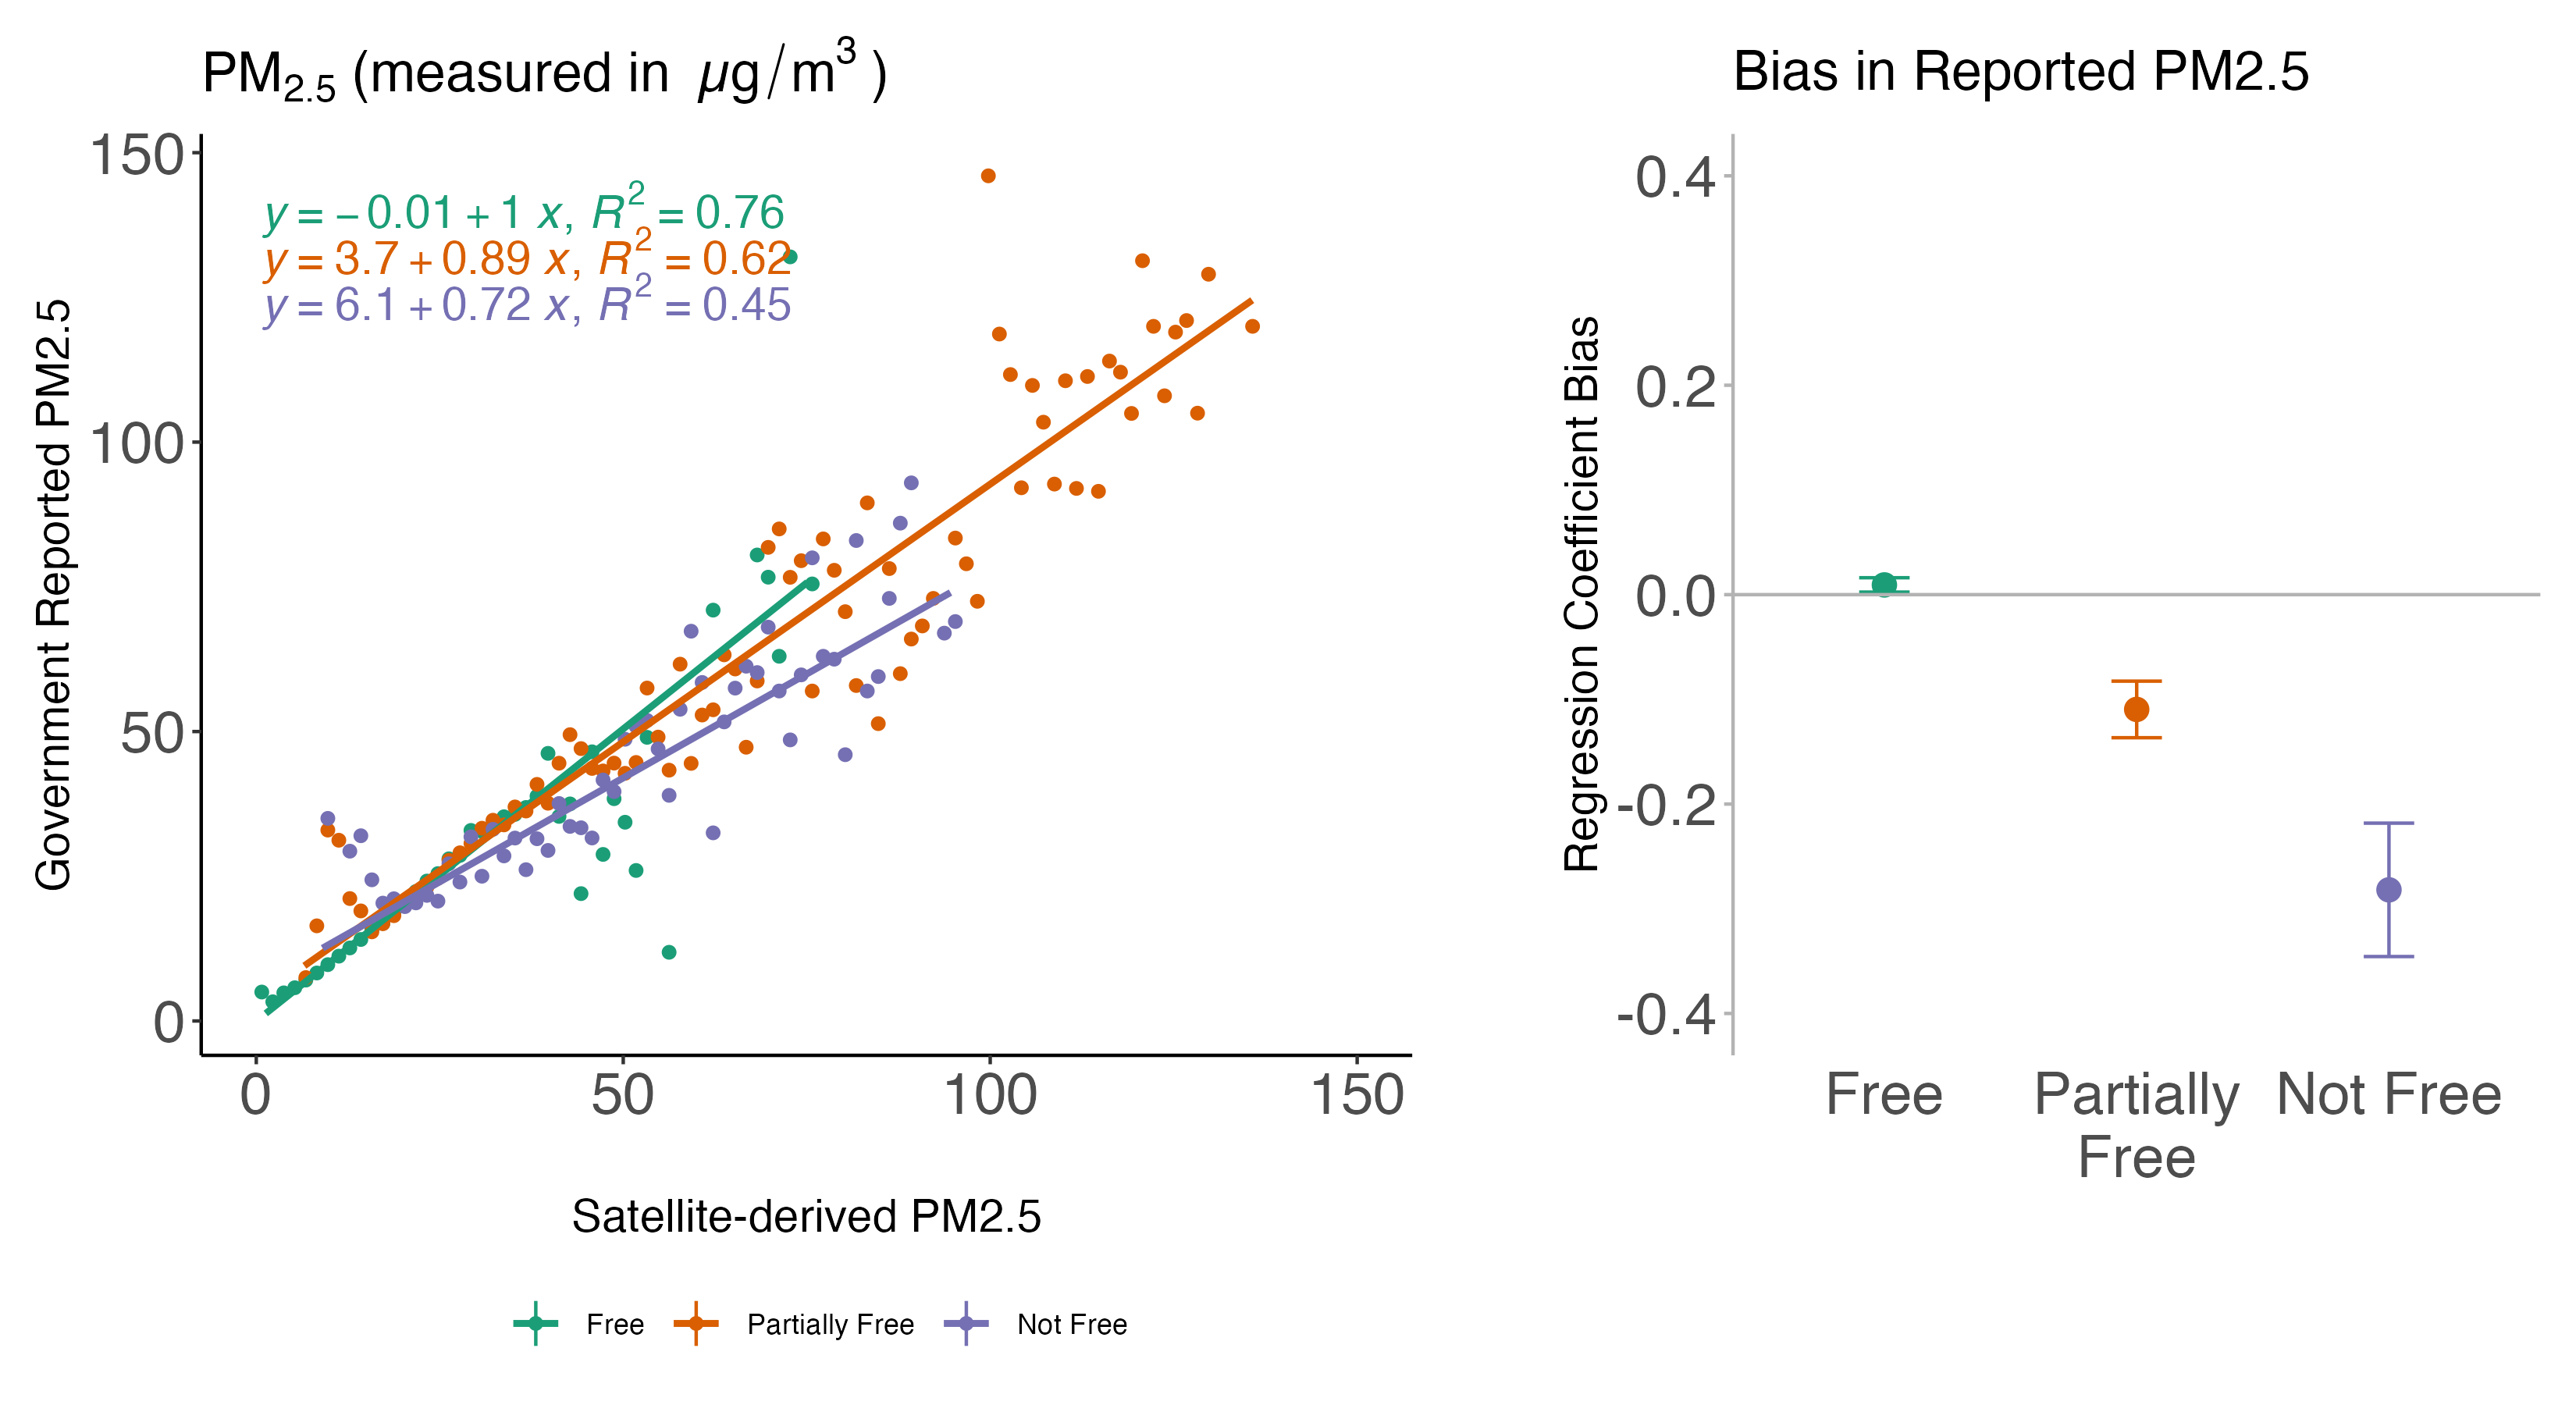 PM2.5 (measured in μg/m3)
150
100
50
0
Government Reported PM2.5
y = −0.01 + 1 x, R2 = 0.76
y = 3.7 + 0.89 x, R2 = 0.62
y = 6.1 + 0.72 x, R2 = 0.45
0 50 100 150
Satellite-derived PM2.5
Free Partially Free Not Free
Bias in Reported PM2.5
0.4
0.2
0.0
-0.2
-0.4
Regression Coefficient Bias
Free Partially Not Free
Free